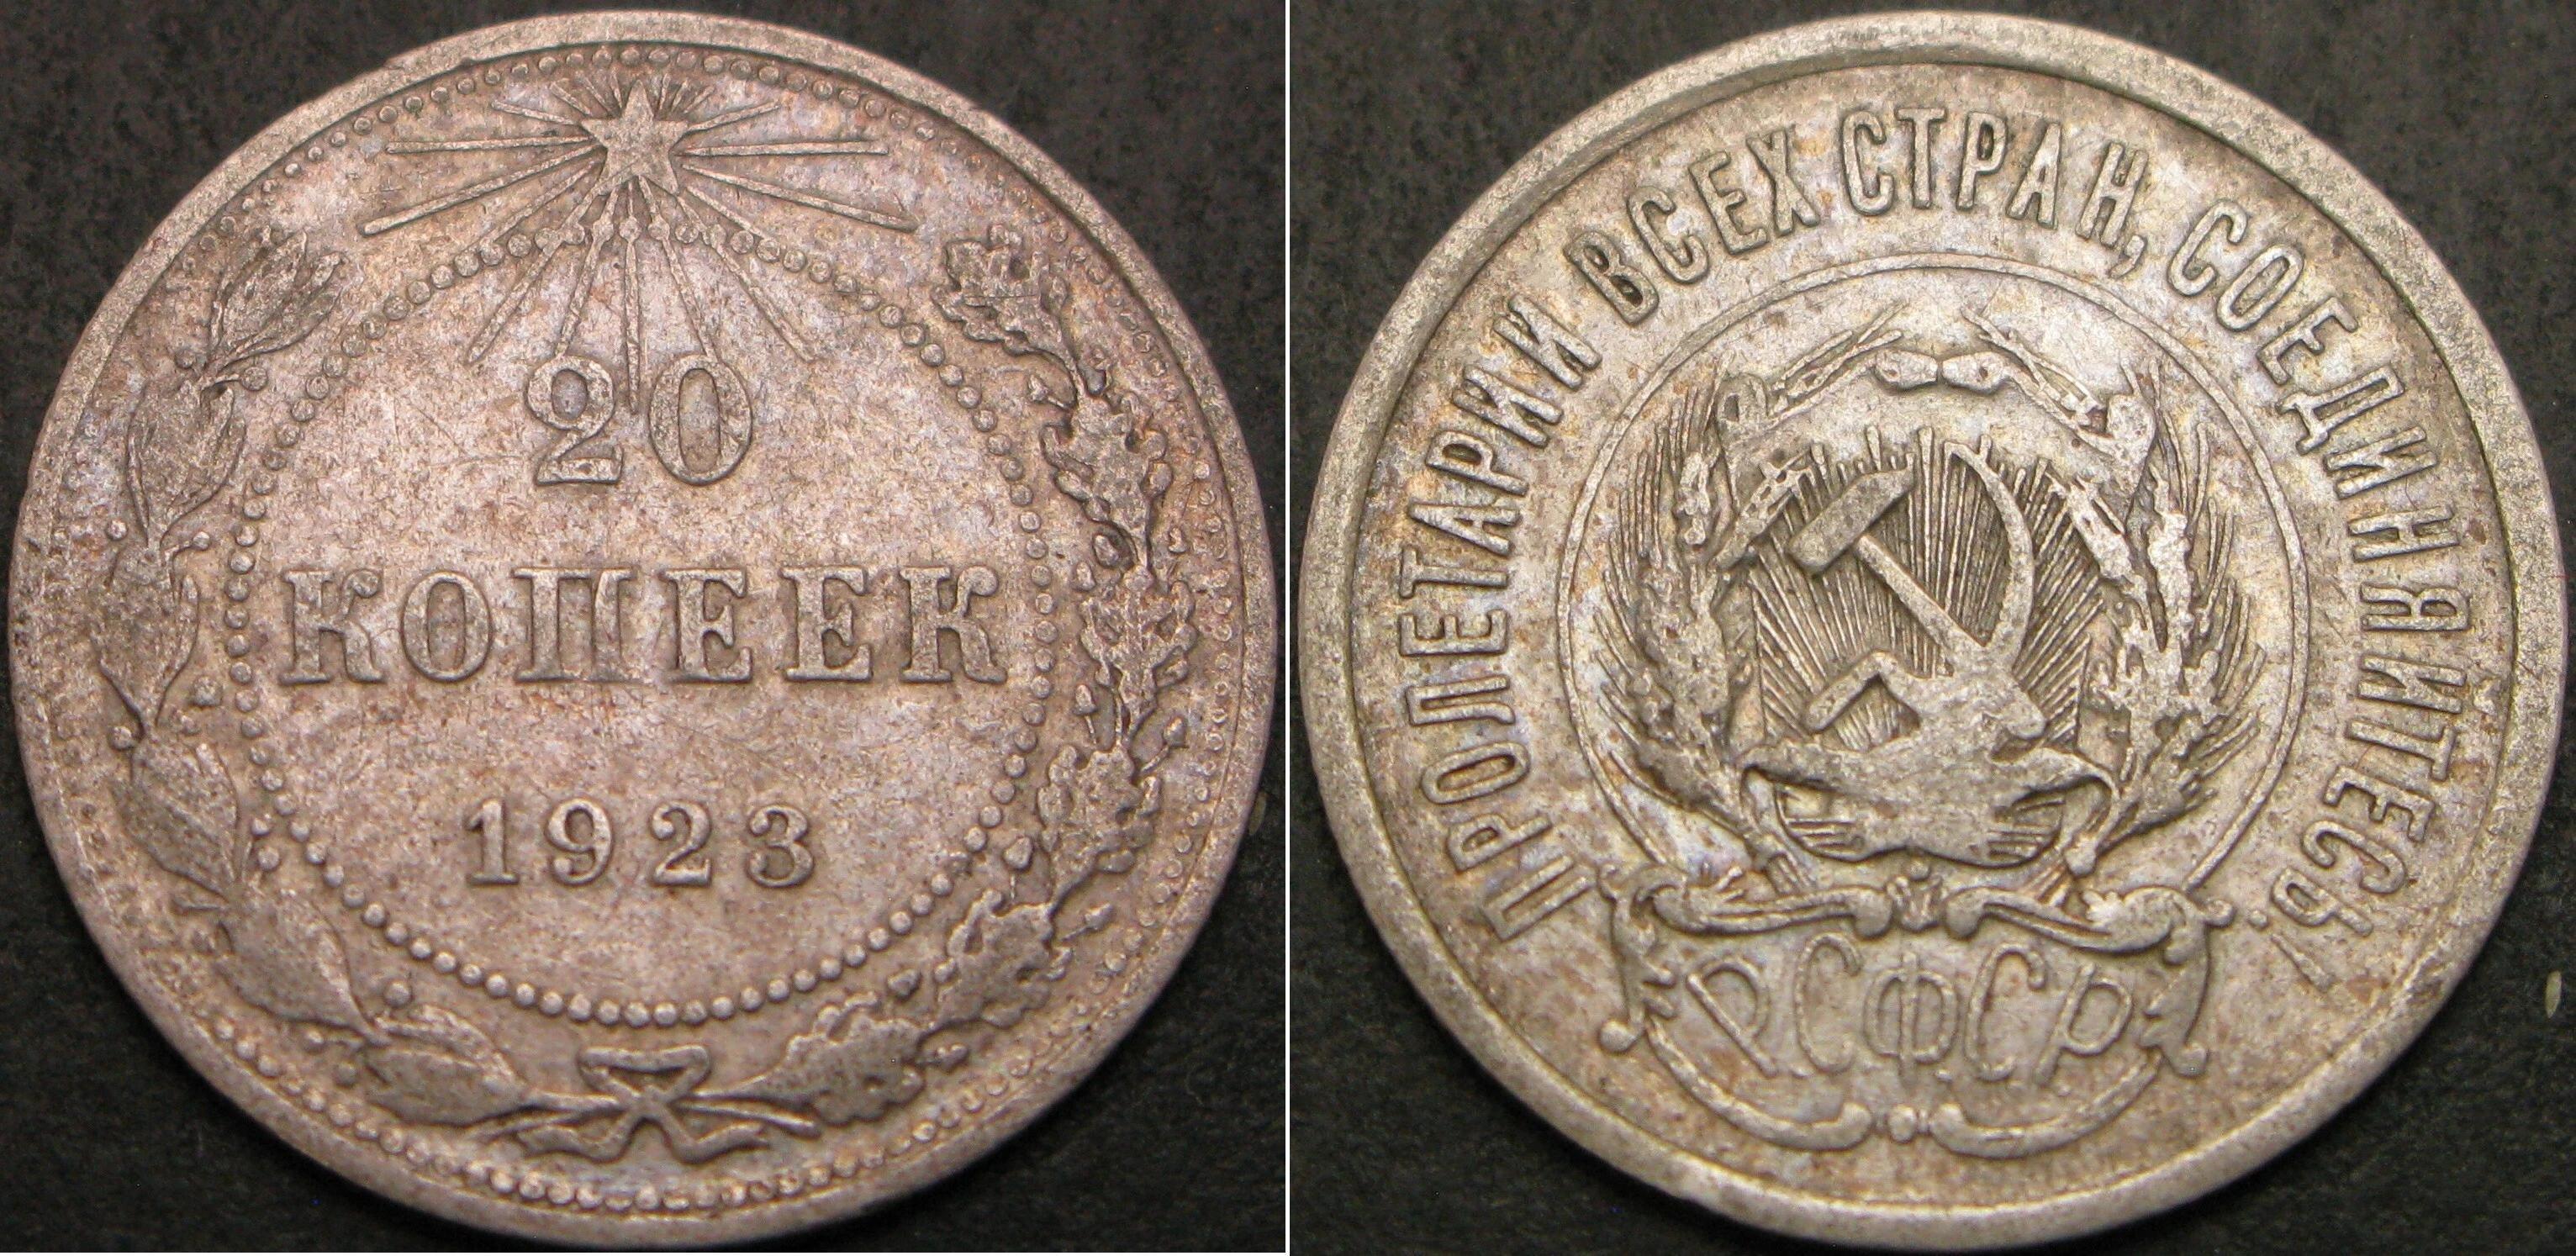 20
КОПЕЕК
1923
ПРОЛЕТАРИИ ВСЕХ СТРАН, СОЕДИНЯЙТЕСЬ!
РСФСР